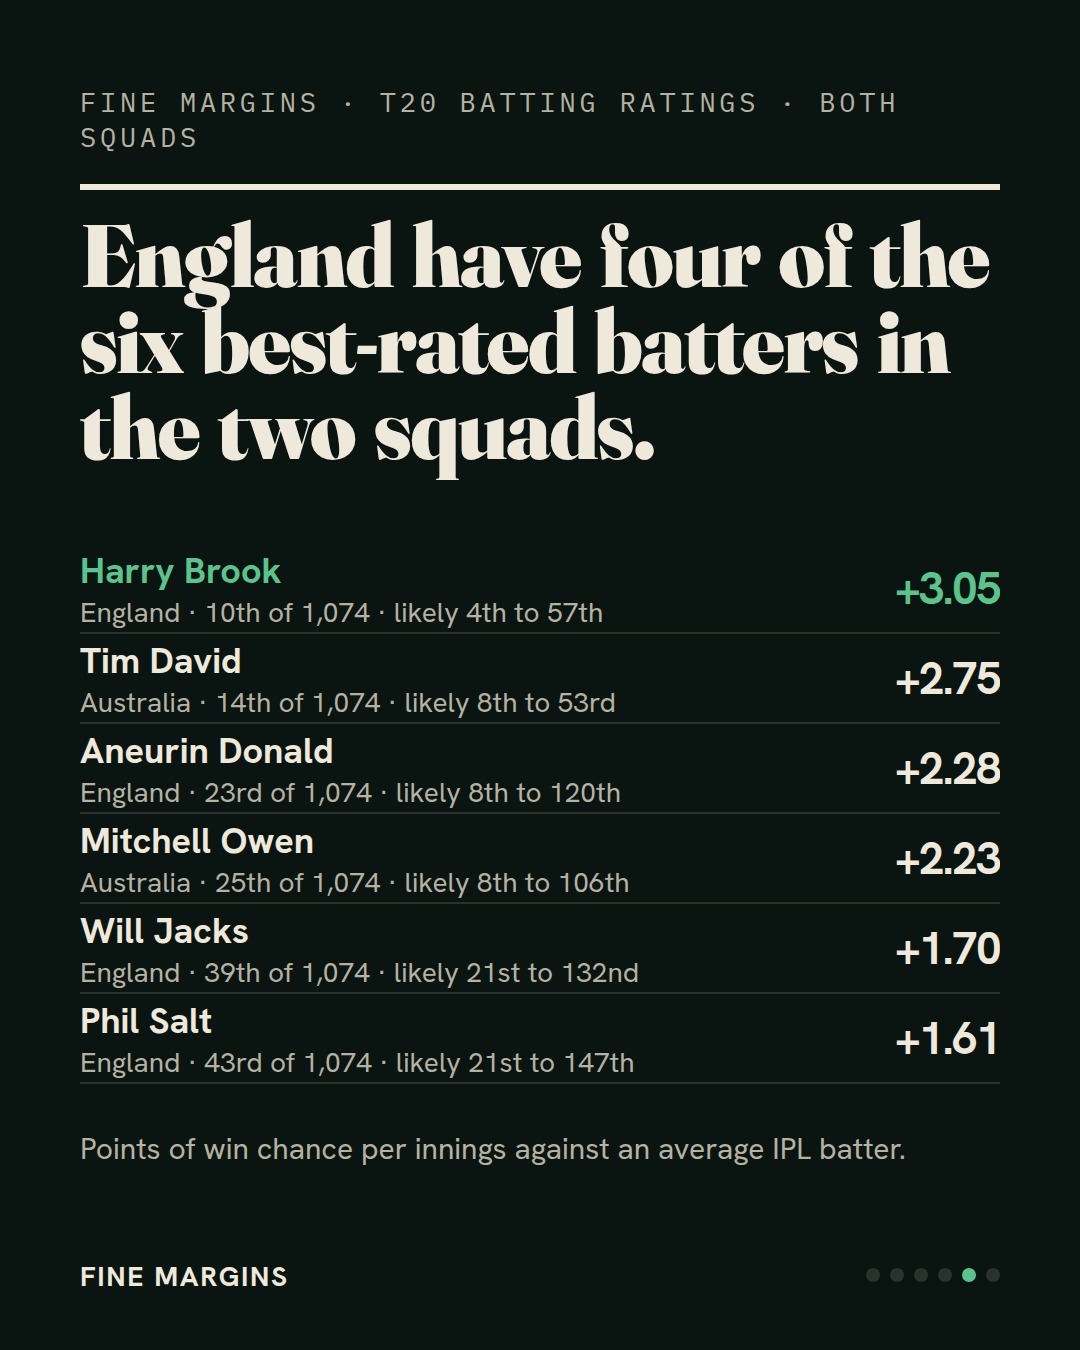 FINE MARGINS · T20 BATTING RATINGS · BOTH
SQUADS
England have four of the
six best-rated batters in
the two squads.
Harry Brook
England · 10th of 1,074 · likely 4th to 57th
+3.05
Tim David
Australia · 14th of 1,074 · likely 8th to 53rd
+2.75
Aneurin Donald
England · 23rd of 1,074 · likely 8th to 120th
+2.28
Mitchell Owen
Australia · 25th of 1,074 · likely 8th to 106th
+2.23
Will Jacks
England · 39th of 1,074 · likely 21st to 132nd
+1.70
Phil Salt
England · 43rd of 1,074 · likely 21st to 147th
+1.61
Points of win chance per innings against an average IPL batter.
FINE MARGINS